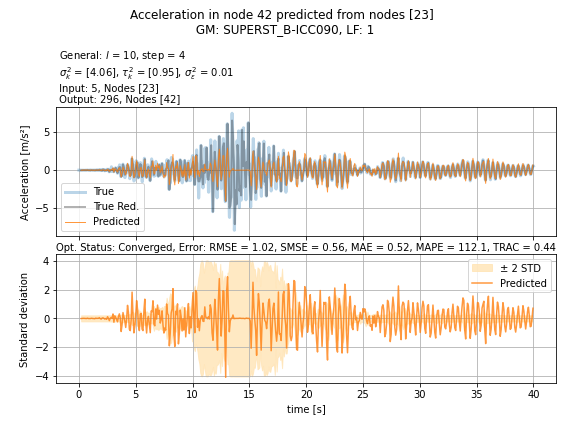 Acceleration in node 42 predicted from nodes [23]
GM: SUPERST_B-ICC090, LF: 1
General: l = 10, step = 4
σ²ₖ = [4.06], τ²ₖ = [0.95], σ²ε = 0.01
Input: 5, Nodes [23]
Output: 296, Nodes [42]
Acceleration [m/s²]
5
0
−5
True
True Red.
Predicted
Opt. Status: Converged, Error: RMSE = 1.02, SMSE = 0.56, MAE = 0.52, MAPE = 112.1, TRAC = 0.44
Standard deviation
4
2
0
−2
−4
± 2 STD
Predicted
0 5 10 15 20 25 30 35 40
time [s]